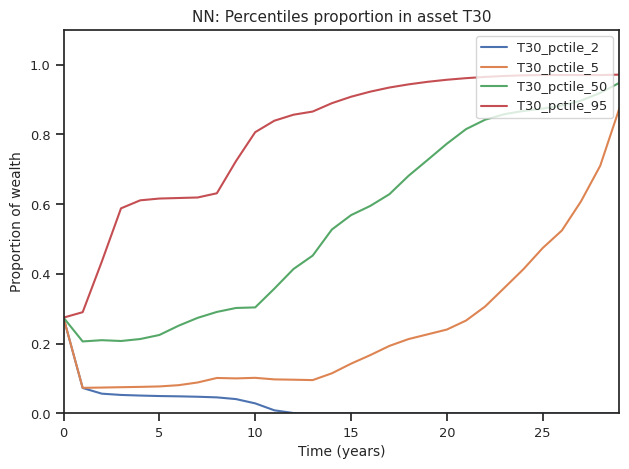 NN: Percentiles proportion in asset T30
T30_pctile_2
T30_pctile_5
T30_pctile_50
T30_pctile_95
Proportion of wealth
1.0
0.8
0.6
0.4
0.2
0.0
0 5 10 15 20 25
Time (years)